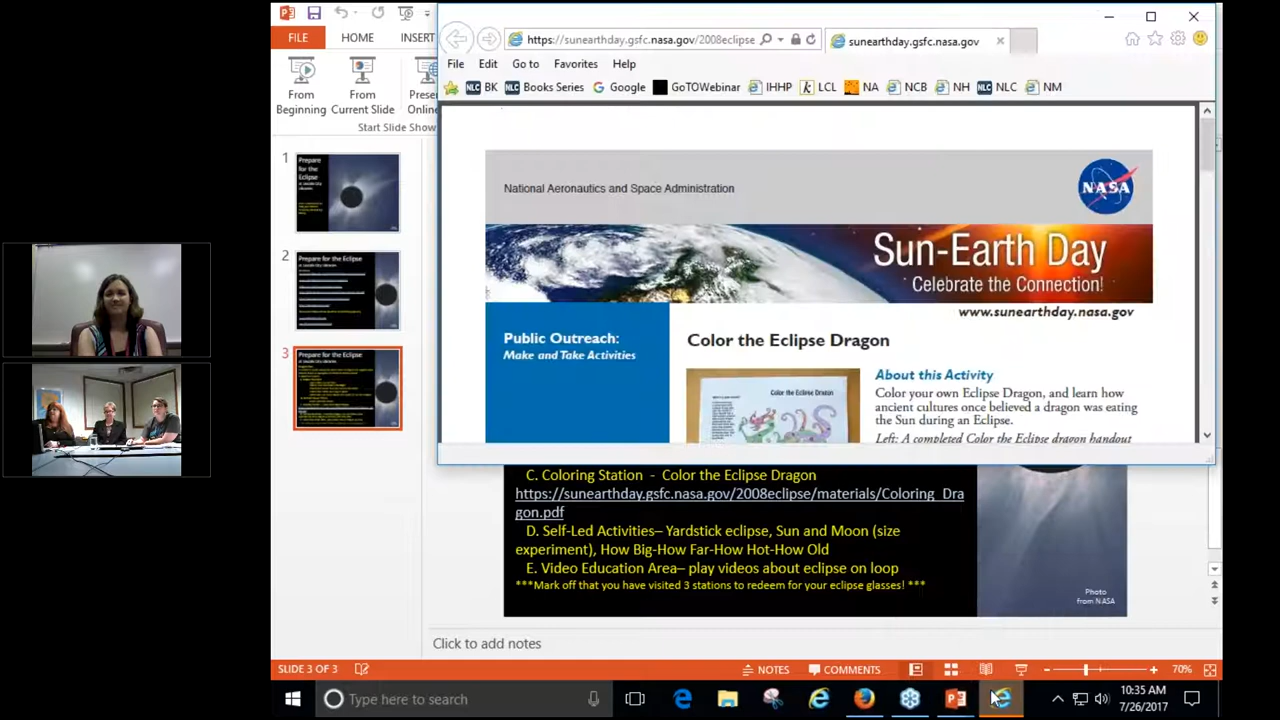 FILE
HOME
INSERT
From Beginning
From Current Slide
Start Slide Show
https://sunearthday.gsfc.nasa.gov/2008eclipse
sunearthday.gsfc.nasa.gov
File Edit Go to Favorites Help
NLC BK NLC Books Series G Google GoTOWebinar IHHP k LCL NA NCB NH NLC NLC NM
National Aeronautics and Space Administration
NASA
Sun-Earth Day
Celebrate the Connection!
www.sunearthday.nasa.gov
Public Outreach:
Make and Take Activities
Color the Eclipse Dragon
About this Activity
Color your own Eclipse Dragon, and learn how
ancient cultures once believed a dragon was eating
the Sun during an Eclipse.
Left: A completed Color the Eclipse dragon handout
Color the Eclipse Dragon
1
Prepare
for the
Eclipse
2
Prepare for the Eclipse
3
Prepare for the Eclipse
C. Coloring Station - Color the Eclipse Dragon
https://sunearthday.gsfc.nasa.gov/2008eclipse/materials/Coloring_Dra
gon.pdf
D. Self-Led Activities– Yardstick eclipse, Sun and Moon (size
experiment), How Big-How Far-How Hot-How Old
E. Video Education Area– play videos about eclipse on loop
***Mark off that you have visited 3 stations to redeem for your eclipse glasses! ***
Photo
from NASA
Click to add notes
SLIDE 3 OF 3
NOTES
COMMENTS
70%
Type here to search
10:35 AM
7/26/2017